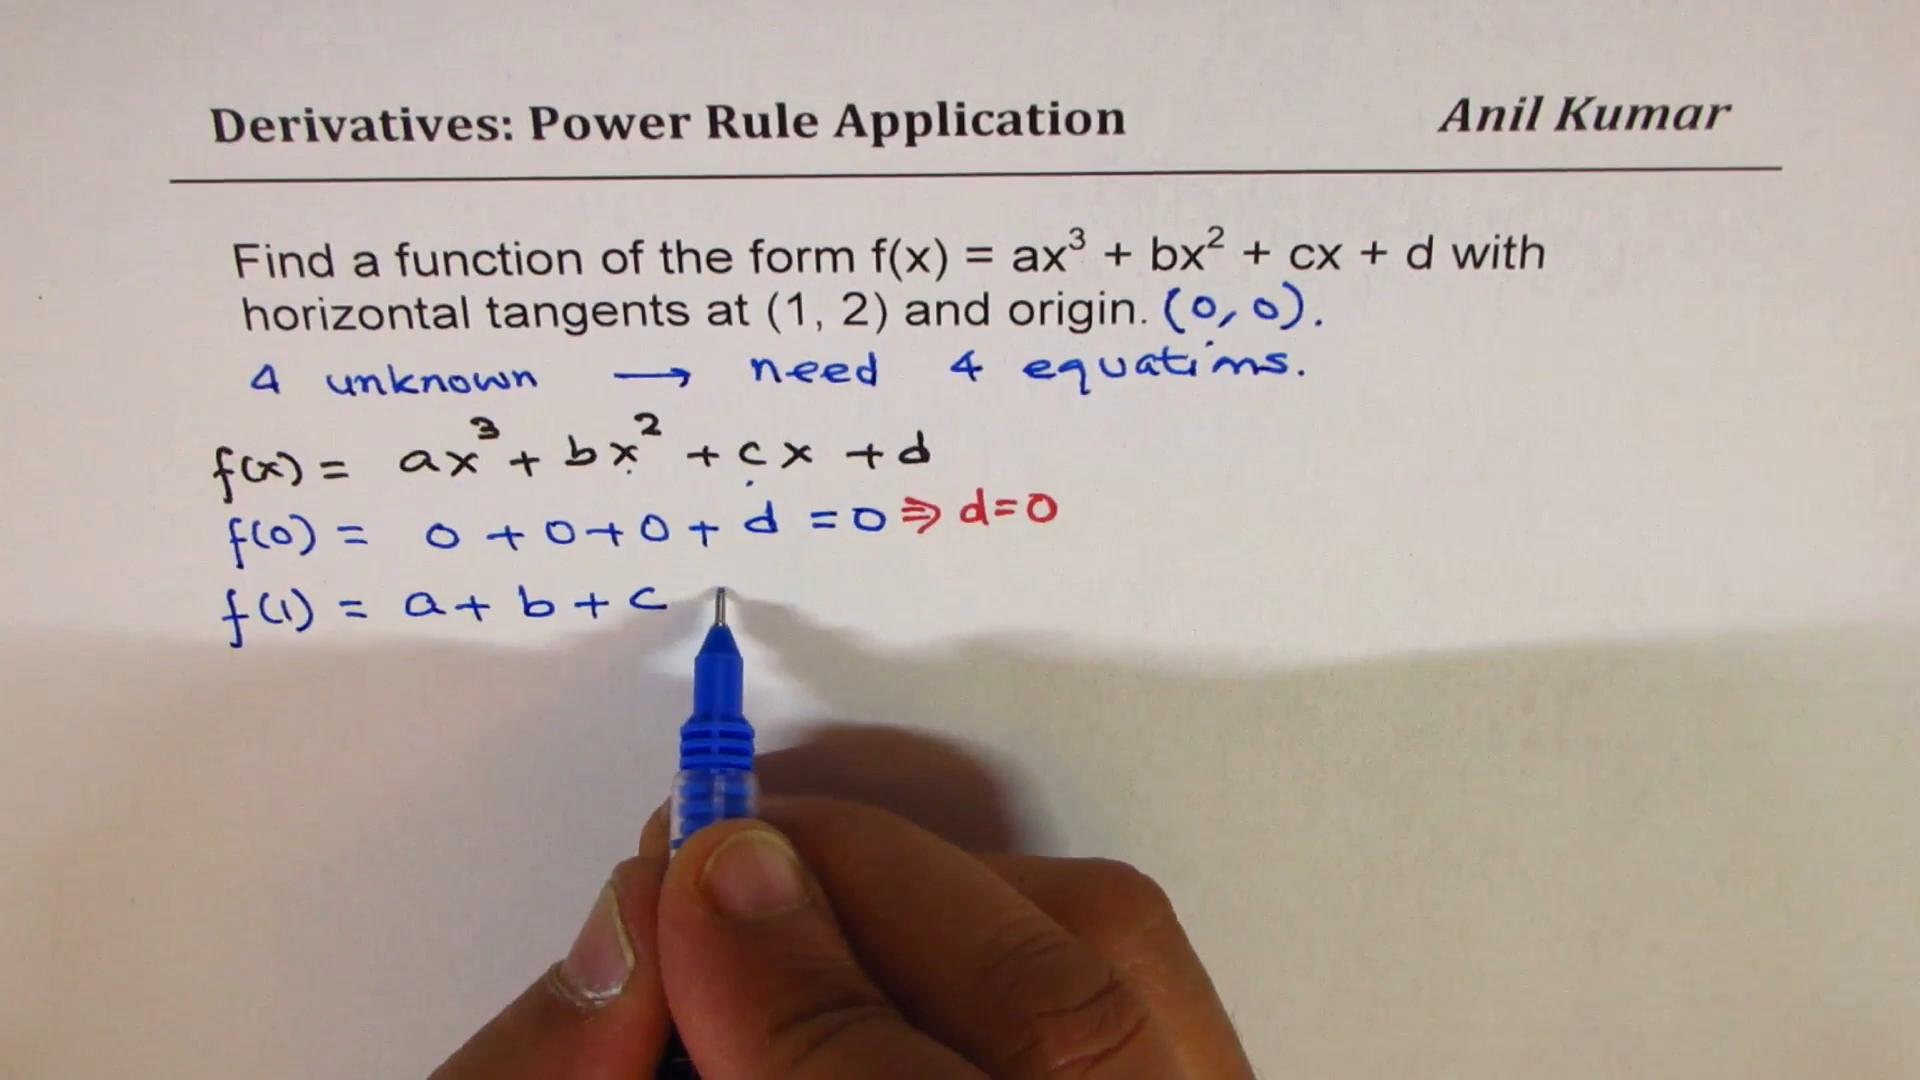 Derivatives: Power Rule Application Anil Kumar
Find a function of the form f(x) = ax³ + bx² + cx + d with
horizontal tangents at (1, 2) and origin. (0, 0).
4 unknown → need 4 equations.
f(x) = ax³ + bx² + cx + d
f(0) = 0 + 0 + 0 + d = 0 ⇒ d = 0
f(1) = a + b + c